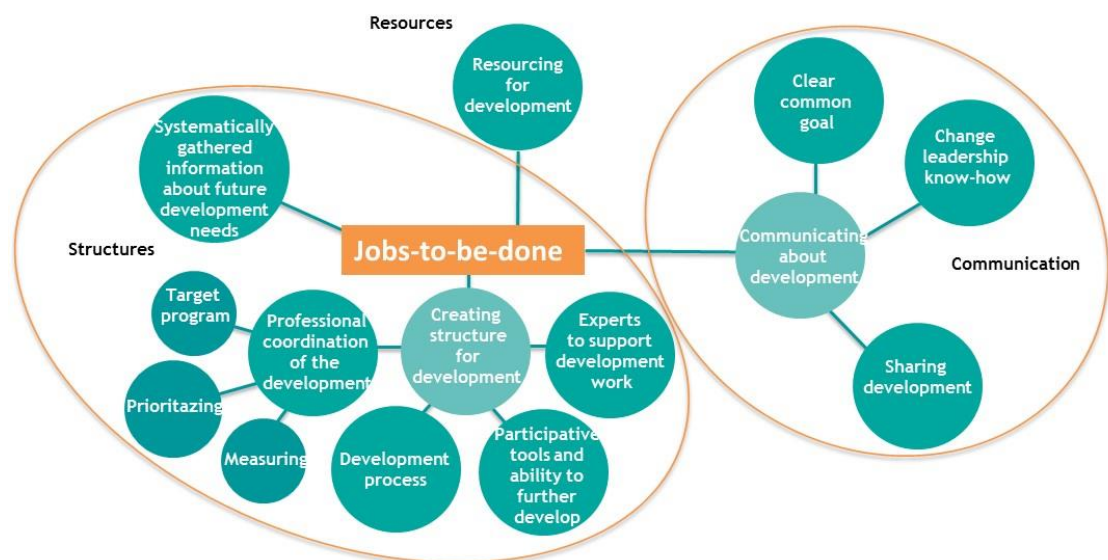 Resources
Resourcing
for
development
Clear
common
goal
Change
leadership
know-how
Systematically
gathered
information
about future
development
needs
Structures
Jobs-to-be-done
Communicating
about
development
Communication
Target
program
Professional
coordination
of the
development
Creating
structure
for
development
Experts
to support
development
work
Sharing
development
Prioritazing
Measuring
Development
process
Participative
tools and
ability to
further
develop